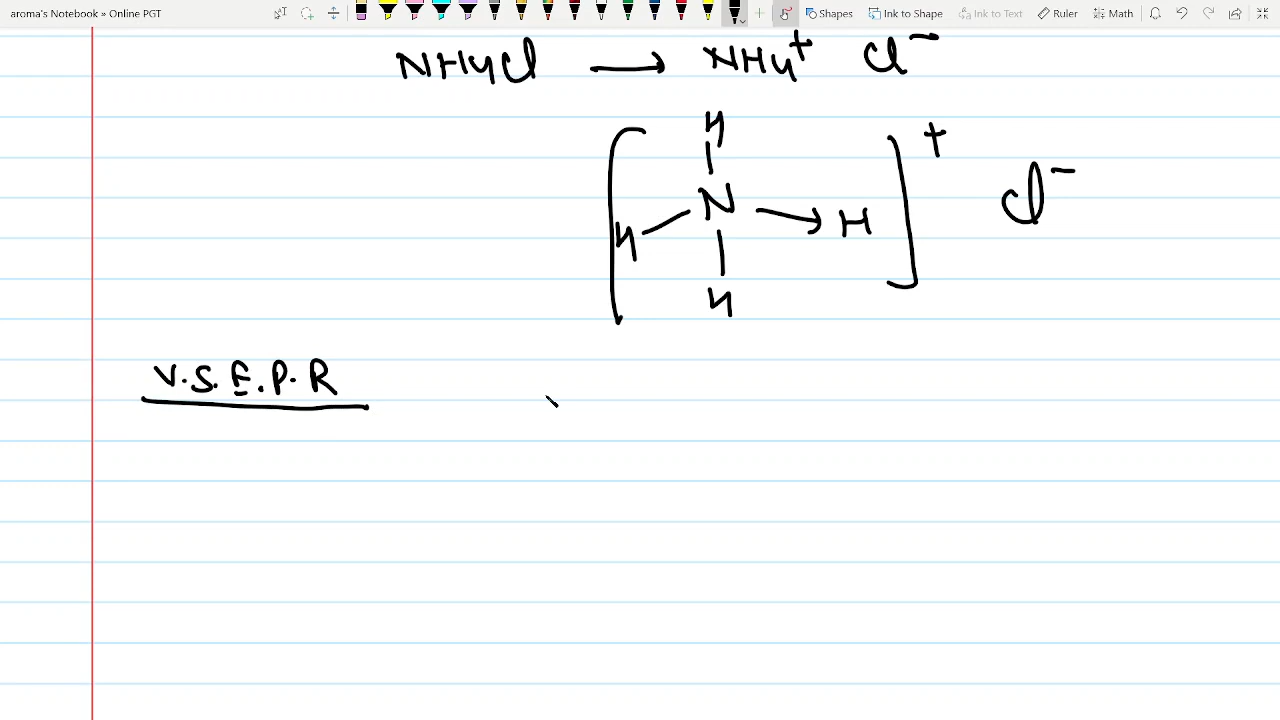 aroma's Notebook » Online PGT Shapes Ink to Shape Ink to Text Ruler Math
NH4Cl → NH4+ Cl-
H
[H N → H]+ Cl-
H
V.S.E.P.R